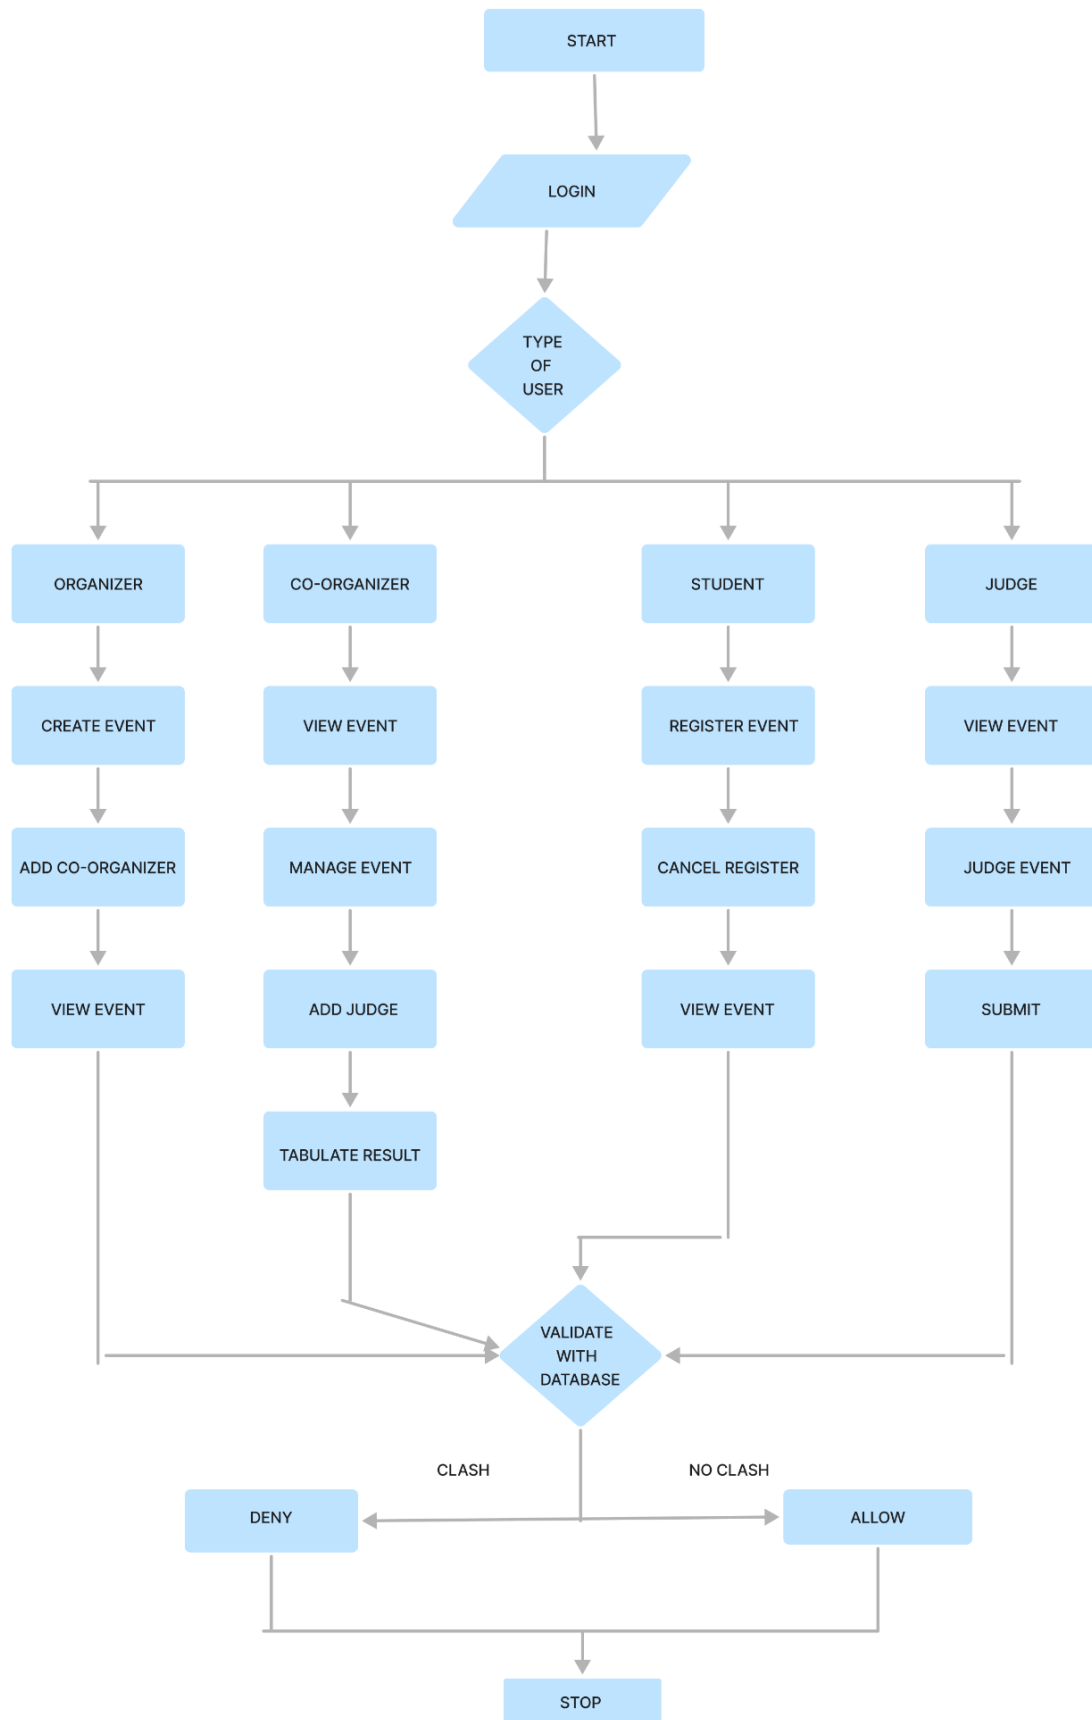 START
LOGIN
TYPE
OF
USER
ORGANIZER
CO-ORGANIZER
STUDENT
JUDGE
CREATE EVENT
VIEW EVENT
REGISTER EVENT
VIEW EVENT
ADD CO-ORGANIZER
MANAGE EVENT
CANCEL REGISTER
JUDGE EVENT
VIEW EVENT
ADD JUDGE
VIEW EVENT
SUBMIT
TABULATE RESULT
VALIDATE
WITH
DATABASE
CLASH
NO CLASH
DENY
ALLOW
STOP